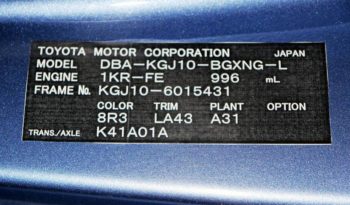 TOYOTA MOTOR CORPORATION JAPAN
MODEL DBA-KGJ10-BGXNG-L
ENGINE 1KR-FE 996 mL
FRAME No. KGJ10-6015431
COLOR TRIM PLANT OPTION
8R3 LA43 A31
TRANS./AXLE K41A01A